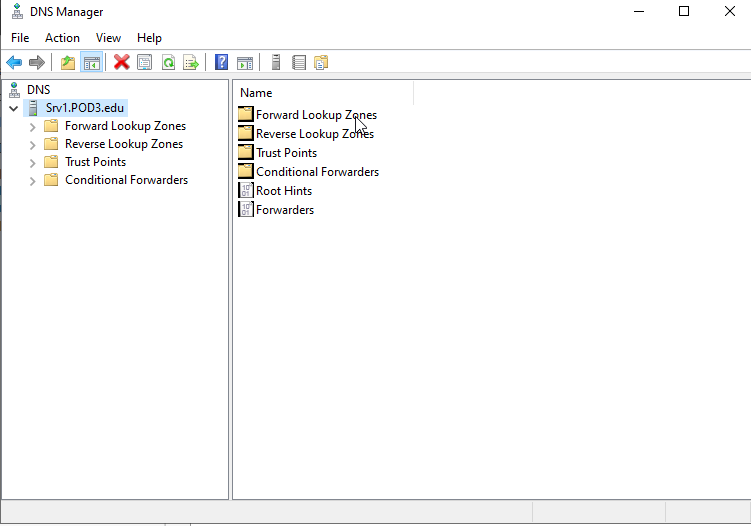 DNS Manager
File Action View Help
DNS
Srv1.POD3.edu
Forward Lookup Zones
Reverse Lookup Zones
Trust Points
Conditional Forwarders
Name
Forward Lookup Zones
Reverse Lookup Zones
Trust Points
Conditional Forwarders
Root Hints
Forwarders